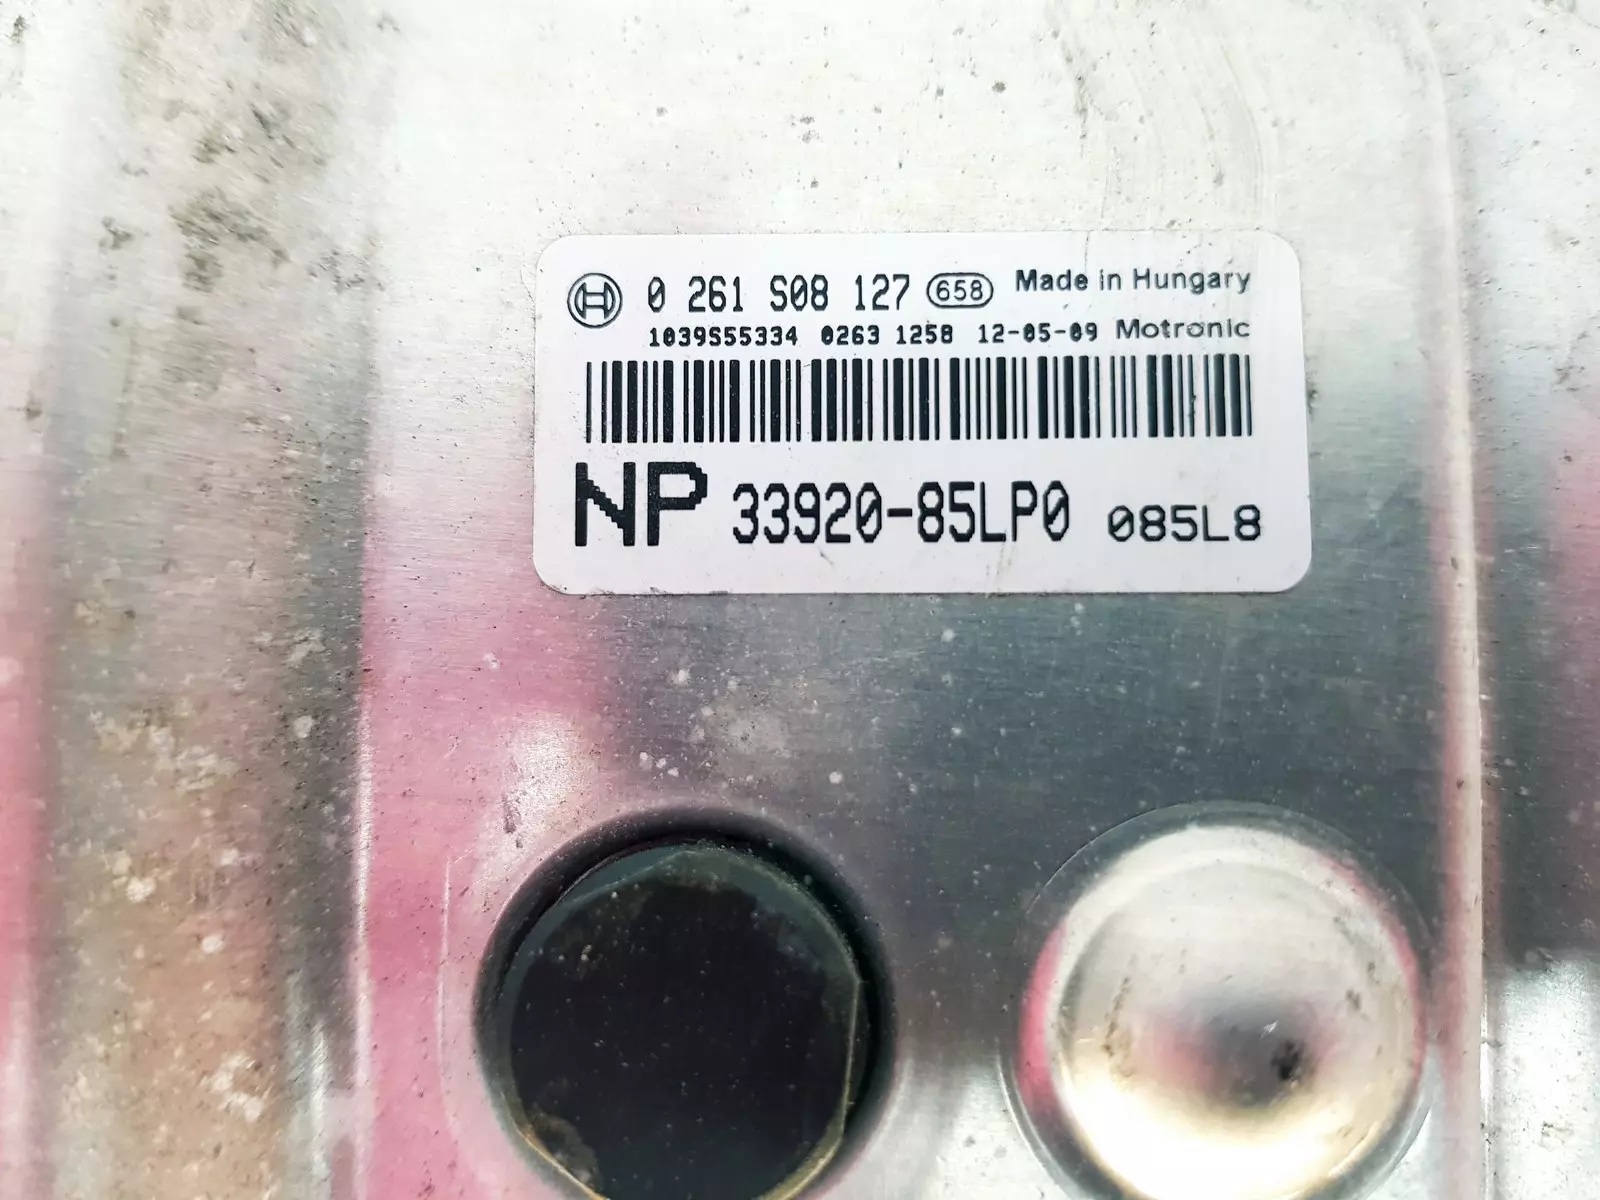 0 261 S08 127 658 Made in Hungary
1039S55334 0263 1258 12-05-09 Motronic
NP 33920-85LP0 085L8